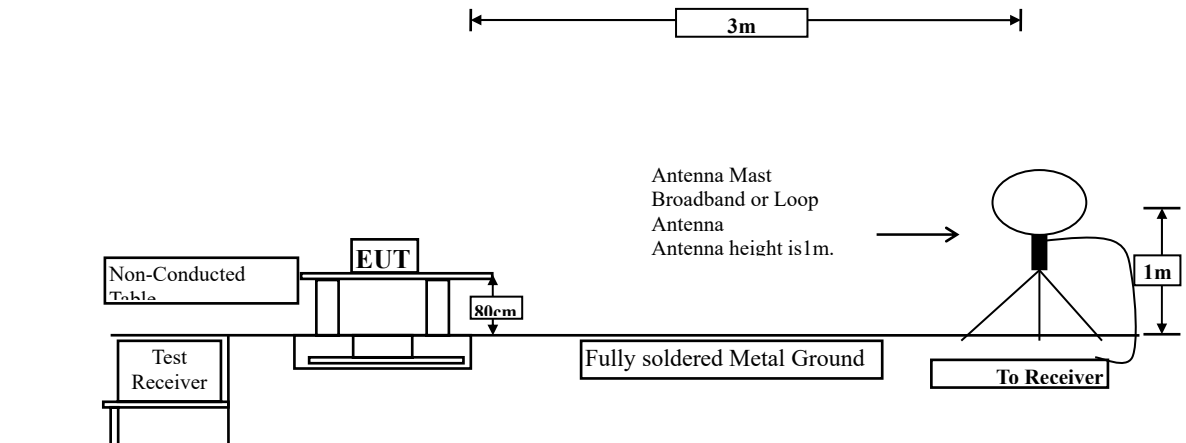 3m
Antenna Mast
Broadband or Loop
Antenna
Antenna height is1m.
EUT
Non-Conducted
Table
80cm
1m
Test
Receiver
Fully soldered Metal Ground
To Receiver